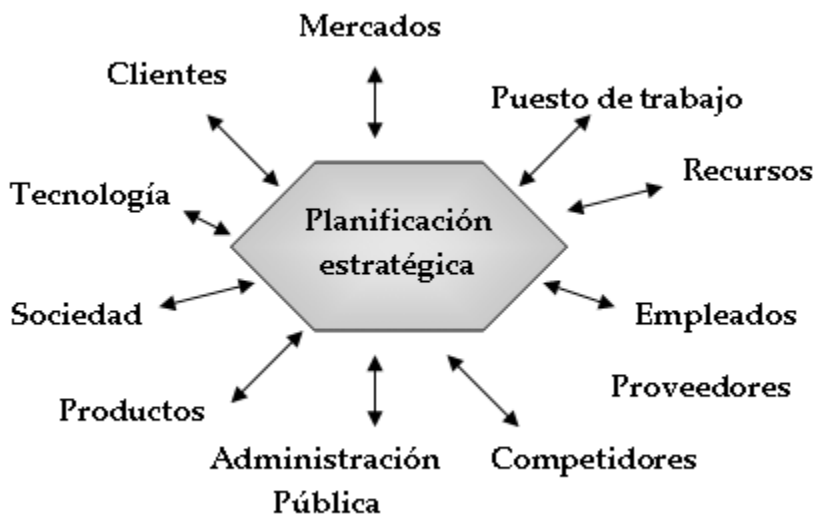 Mercados
Clientes
Puesto de trabajo
Recursos
Tecnología
Planificación
estratégica
Sociedad
Empleados
Proveedores
Productos
Administración
Pública
Competidores